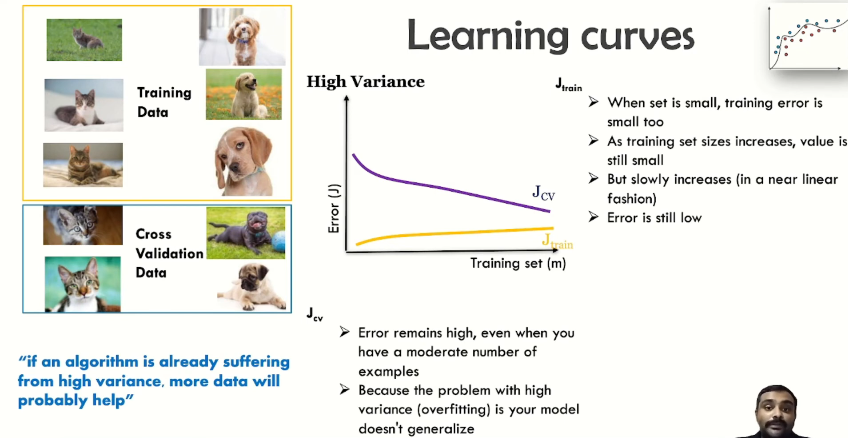 Learning curves
Training
Data
Cross
Validation
Data
"if an algorithm is already suffering
from high variance, more data will
probably help"
High Variance
Error (J)
J_CV
J_train
Training set (m)
J_train
➢ When set is small, training error is
small too
➢ As training set sizes increases, value is
still small
➢ But slowly increases (in a near linear
fashion)
➢ Error is still low
J_cv
➢ Error remains high, even when you
have a moderate number of
examples
➢ Because the problem with high
variance (overfitting) is your model
doesn't generalize